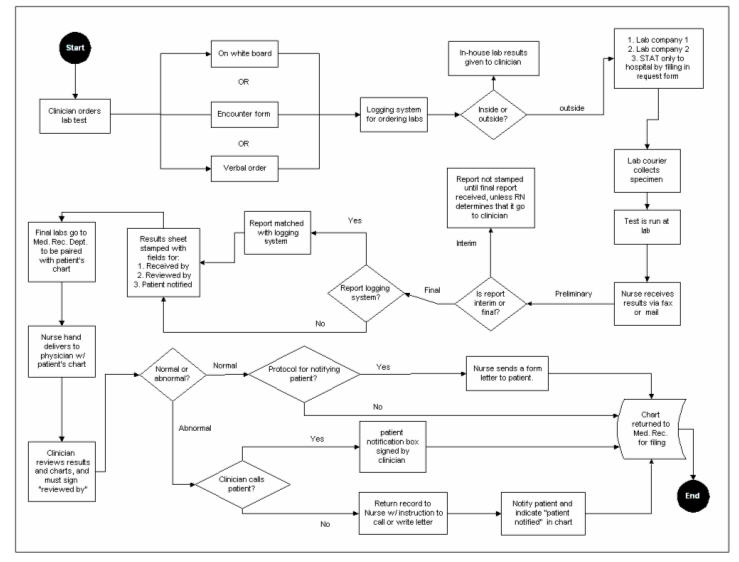 Start
Clinician orders
lab test
On white board
OR
Encounter form
OR
Verbal order
Logging system
for ordering labs
In-house lab results
given to clinician
Inside or
outside?
outside
1. Lab company 1
2. Lab company 2
3. STAT only to
hospital by filling in
request form
Lab courier
collects
specimen
Test is run at
lab
Nurse receives
results via fax
or mail
Preliminary
Is report
interim or
final?
Interim
Report not stamped
until final report
received, unless RN
determines that it go
to clinician
Final
Report logging
system?
Yes
Report matched
with logging
system
No
Results sheet
stamped with
fields for:
1. Received by
2. Reviewed by
3. Patient notified
Final labs go to
Med. Rec. Dept.
to be paired
with patient's
chart
Nurse hand
delivers to
physician w/
patient's chart
Clinician
reviews results
and charts, and
must sign
"reviewed by"
Normal or
abnormal?
Normal
Protocol for notifying
patient?
Yes
Nurse sends a form
letter to patient.
No
Abnormal
Clinician calls
patient?
Yes
patient
notification box
signed by
clinician
No
Return record to
Nurse w/ instruction to
call or write letter
Notify patient and
indicate "patient
notified" in chart
Chart
returned to
Med. Rec.
for filing
End